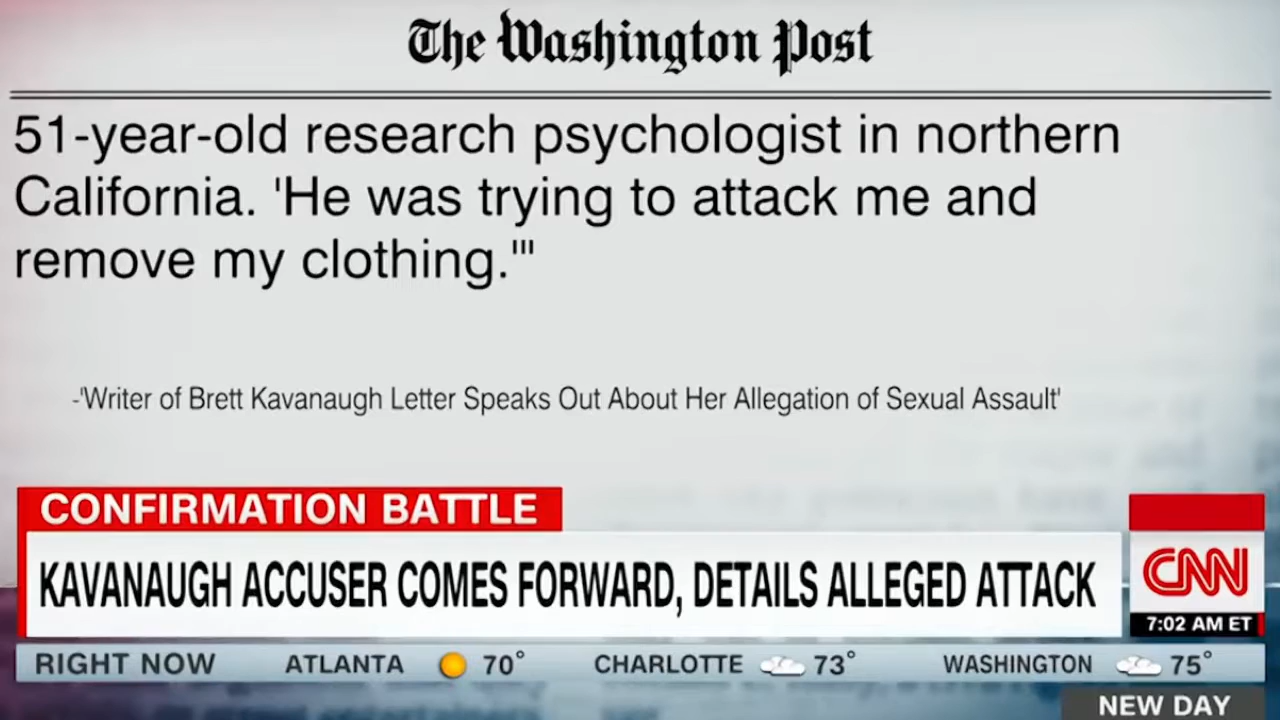 The Washington Post
51-year-old research psychologist in northern
California. 'He was trying to attack me and
remove my clothing.'"
-'Writer of Brett Kavanaugh Letter Speaks Out About Her Allegation of Sexual Assault'
CONFIRMATION BATTLE
KAVANAUGH ACCUSER COMES FORWARD, DETAILS ALLEGED ATTACK
CNN
7:02 AM ET
RIGHT NOW ATLANTA 70° CHARLOTTE 73° WASHINGTON 75°
NEW DAY